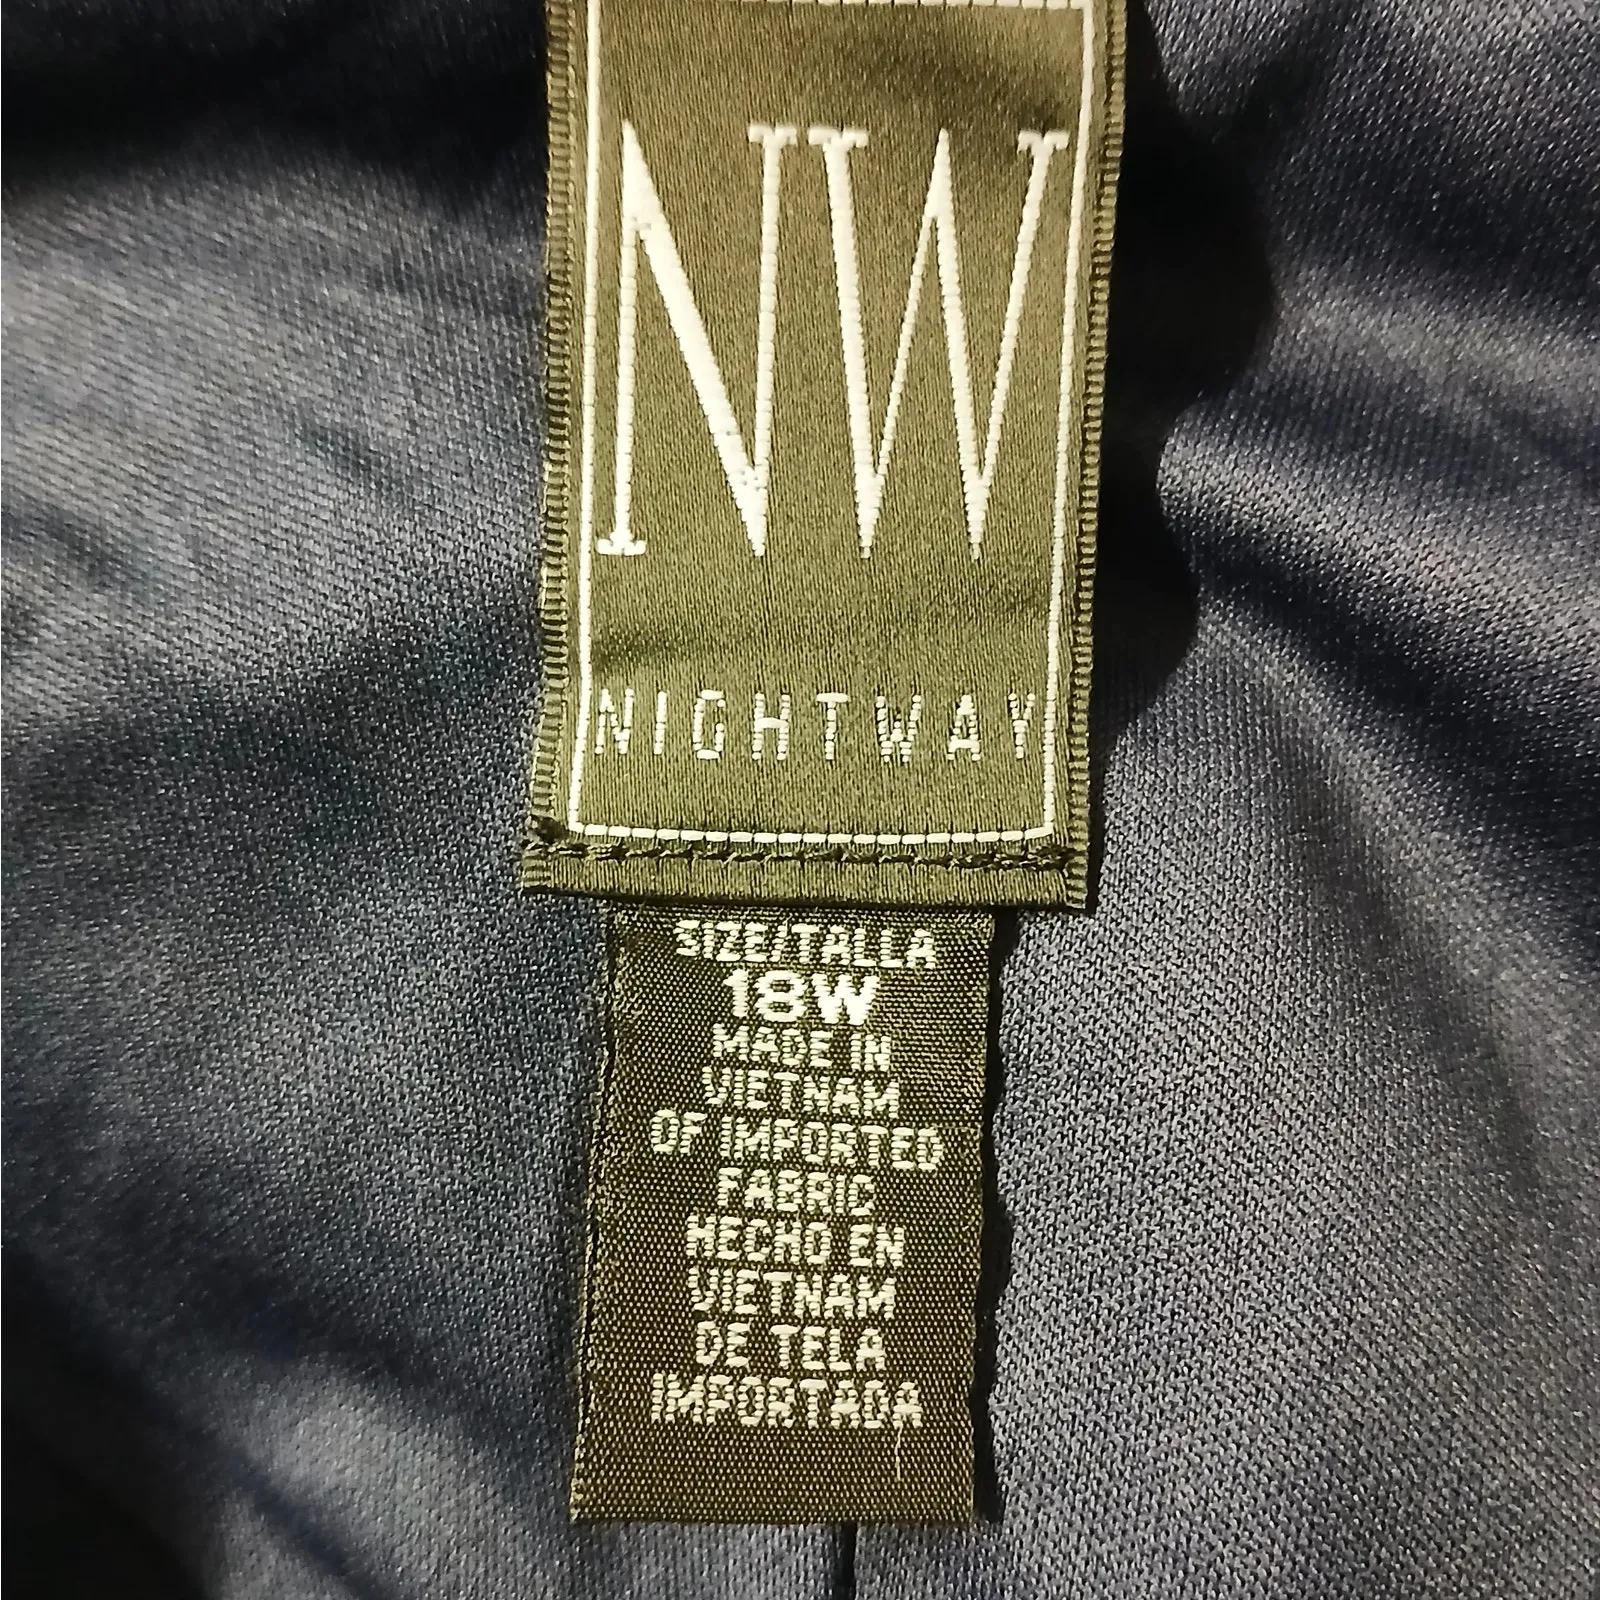 NW
NIGHTWAY
SIZE/TALLA
18W
MADE IN
VIETNAM
OF IMPORTED
FABRIC
HECHO EN
VIETNAM
DE TELA
IMPORTADA